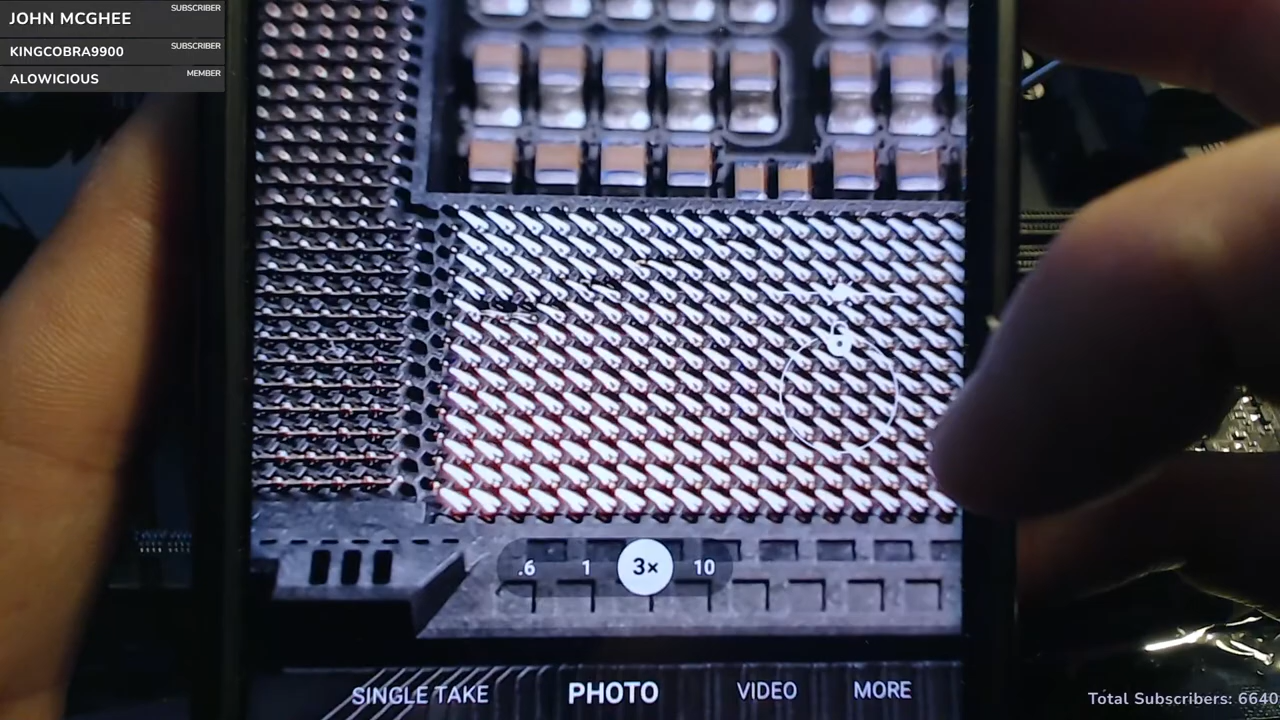 JOHN MCGHEE
SUBSCRIBER
KINGCOBRA9900
SUBSCRIBER
ALOWICIOUS
MEMBER
.6 1 3× 10
SINGLE TAKE PHOTO VIDEO MORE
Total Subscribers: 6640